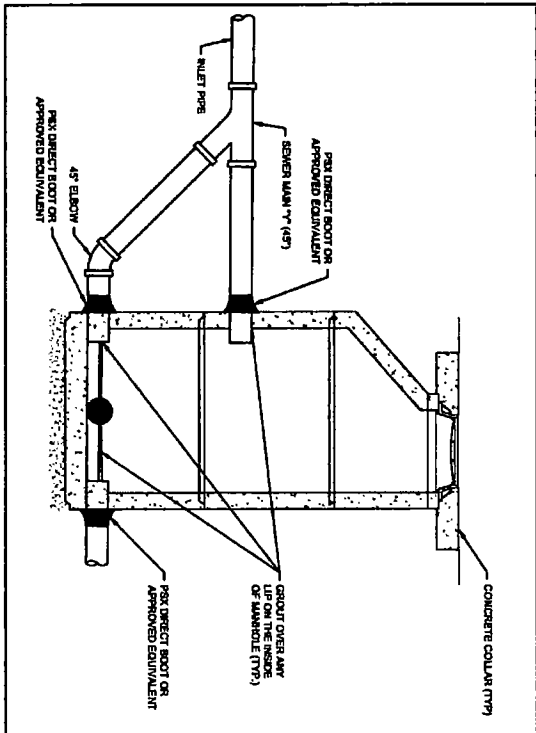 INLET PIPE
SEWER MAIN "Y" (45°)
PSX DIRECT BOOT OR
APPROVED EQUIVALENT
CONCRETE COLLAR (TYP)
45° ELBOW
PSX DIRECT BOOT OR
APPROVED EQUIVALENT
GROUT OVER ANY
LIP ON THE INSIDE
OF MANHOLE (TYP.)
PSX DIRECT BOOT OR
APPROVED EQUIVALENT